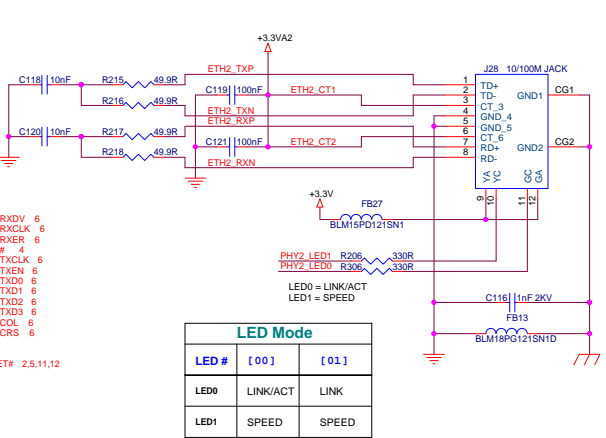 +3.3VA2
ETH2_TXP
J28 10/100M JACK
C118 10nF R215 49.9R
C119 100nF ETH2_CT1
1 TD+
2 TD-
3 CT_3
4 GND_4
5 GND_5
6 CT_6
7 RD+
8 RD-
GND1 CG1
GND2 CG2
R216 49.9R
ETH2_TXN
ETH2_RXP
C120 10nF R217 49.9R
C121 100nF ETH2_CT2
R218 49.9R
ETH2_RXN
YA YC GC GA
9 10 11 12
+3.3V
FB27
BLM15PD121SN1
RXDV 6
RXCLK 6
RXER 6
# 4
TXCLK 6
TXEN 6
TXD0 6
TXD1 6
TXD2 6
TXD3 6
COL 6
CRS 6
ET# 2,5,11,12
PHY2_LED1 R206 330R
PHY2_LED0 R306 330R
LED0 = LINK/ACT
LED1 = SPEED
C116 1nF 2KV
FB13
BLM18PG121SN1D
LED Mode
LED # [00] [01]
LED0 LINK/ACT LINK
LED1 SPEED SPEED